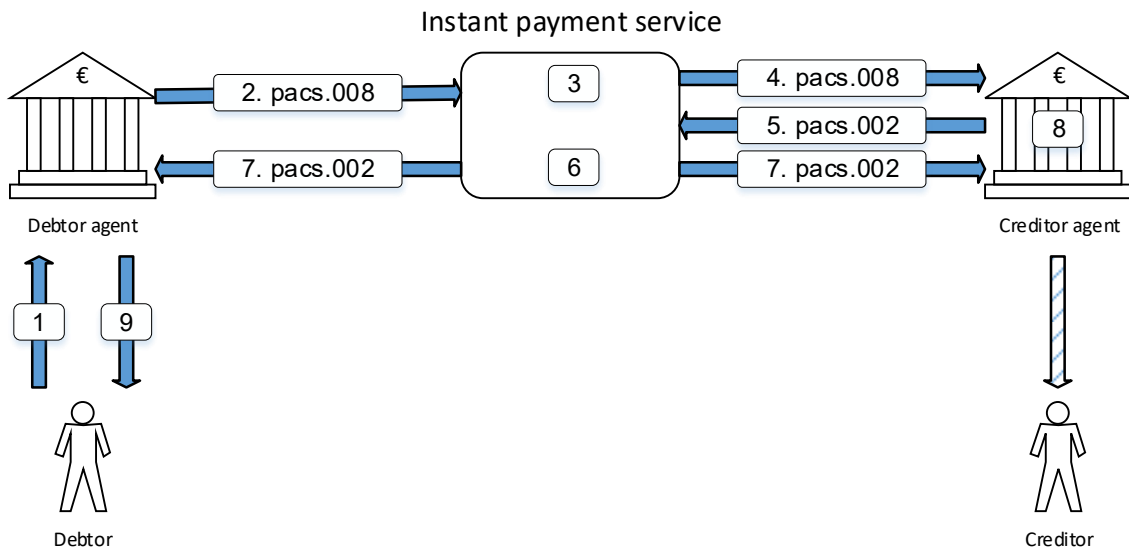 Instant payment service
€
2. pacs.008
3
4. pacs.008
€
5. pacs.002
8
7. pacs.002
6
7. pacs.002
Debtor agent
Creditor agent
1
9
Debtor
Creditor